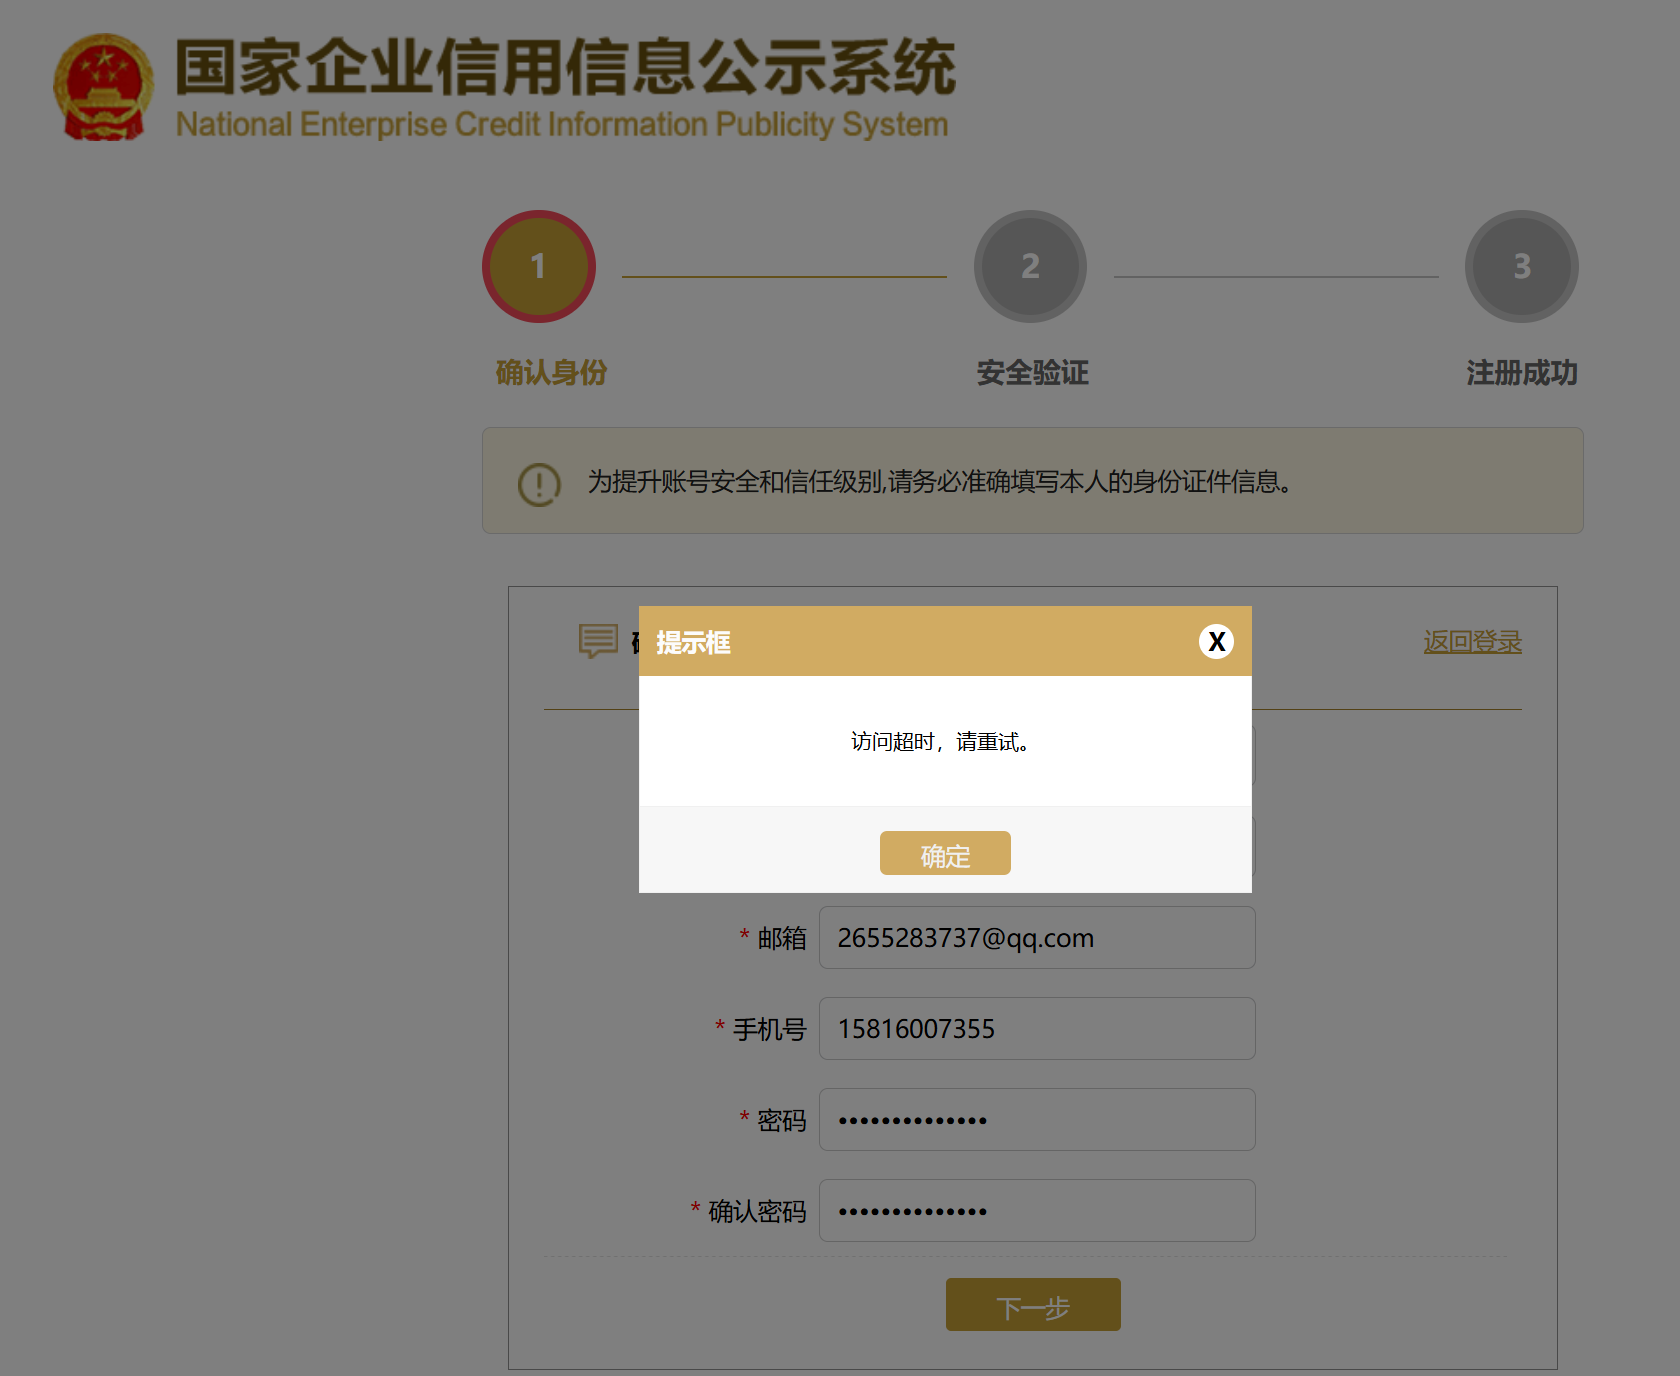 国家企业信用信息公示系统
National Enterprise Credit Information Publicity System
1
2
3
确认身份
安全验证
注册成功
为提升账号安全和信任级别,请务必准确填写本人的身份证件信息。
提示框
X
返回登录
访问超时，请重试。
确定
* 邮箱 2655283737@qq.com
* 手机号 15816007355
* 密码 ••••••••••••••
* 确认密码 ••••••••••••••
下一步